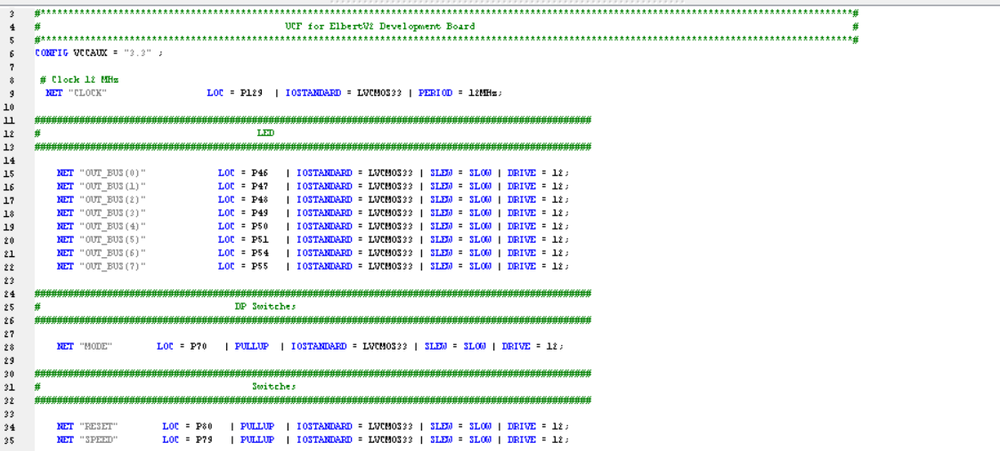 3 #*************************************************************************************************************************************************#
4 # UCF for ElbertV2 Development Board #
5 #*************************************************************************************************************************************************#
6 CONFIG VCCAUX = "3.3" ;
7
8 # Clock 12 MHz
9 NET "CLOCK" LOC = P129 | IOSTANDARD = LVCMOS33 | PERIOD = 12MHz;
10
11 ####################################################################################################
12 # LED
13 ####################################################################################################
14
15 NET "OUT_BUS(0)" LOC = P46 | IOSTANDARD = LVCMOS33 | SLEW = SLOW | DRIVE = 12;
16 NET "OUT_BUS(1)" LOC = P47 | IOSTANDARD = LVCMOS33 | SLEW = SLOW | DRIVE = 12;
17 NET "OUT_BUS(2)" LOC = P48 | IOSTANDARD = LVCMOS33 | SLEW = SLOW | DRIVE = 12;
18 NET "OUT_BUS(3)" LOC = P49 | IOSTANDARD = LVCMOS33 | SLEW = SLOW | DRIVE = 12;
19 NET "OUT_BUS(4)" LOC = P50 | IOSTANDARD = LVCMOS33 | SLEW = SLOW | DRIVE = 12;
20 NET "OUT_BUS(5)" LOC = P51 | IOSTANDARD = LVCMOS33 | SLEW = SLOW | DRIVE = 12;
21 NET "OUT_BUS(6)" LOC = P54 | IOSTANDARD = LVCMOS33 | SLEW = SLOW | DRIVE = 12;
22 NET "OUT_BUS(7)" LOC = P55 | IOSTANDARD = LVCMOS33 | SLEW = SLOW | DRIVE = 12;
23
24 ####################################################################################################
25 # DP Switches
26 ####################################################################################################
27
28 NET "MODE" LOC = P70 | PULLUP | IOSTANDARD = LVCMOS33 | SLEW = SLOW | DRIVE = 12;
29
30 ####################################################################################################
31 # Switches
32 ####################################################################################################
33
34 NET "RESET" LOC = P80 | PULLUP | IOSTANDARD = LVCMOS33 | SLEW = SLOW | DRIVE = 12;
35 NET "SPEED" LOC = P79 | PULLUP | IOSTANDARD = LVCMOS33 | SLEW = SLOW | DRIVE = 12;